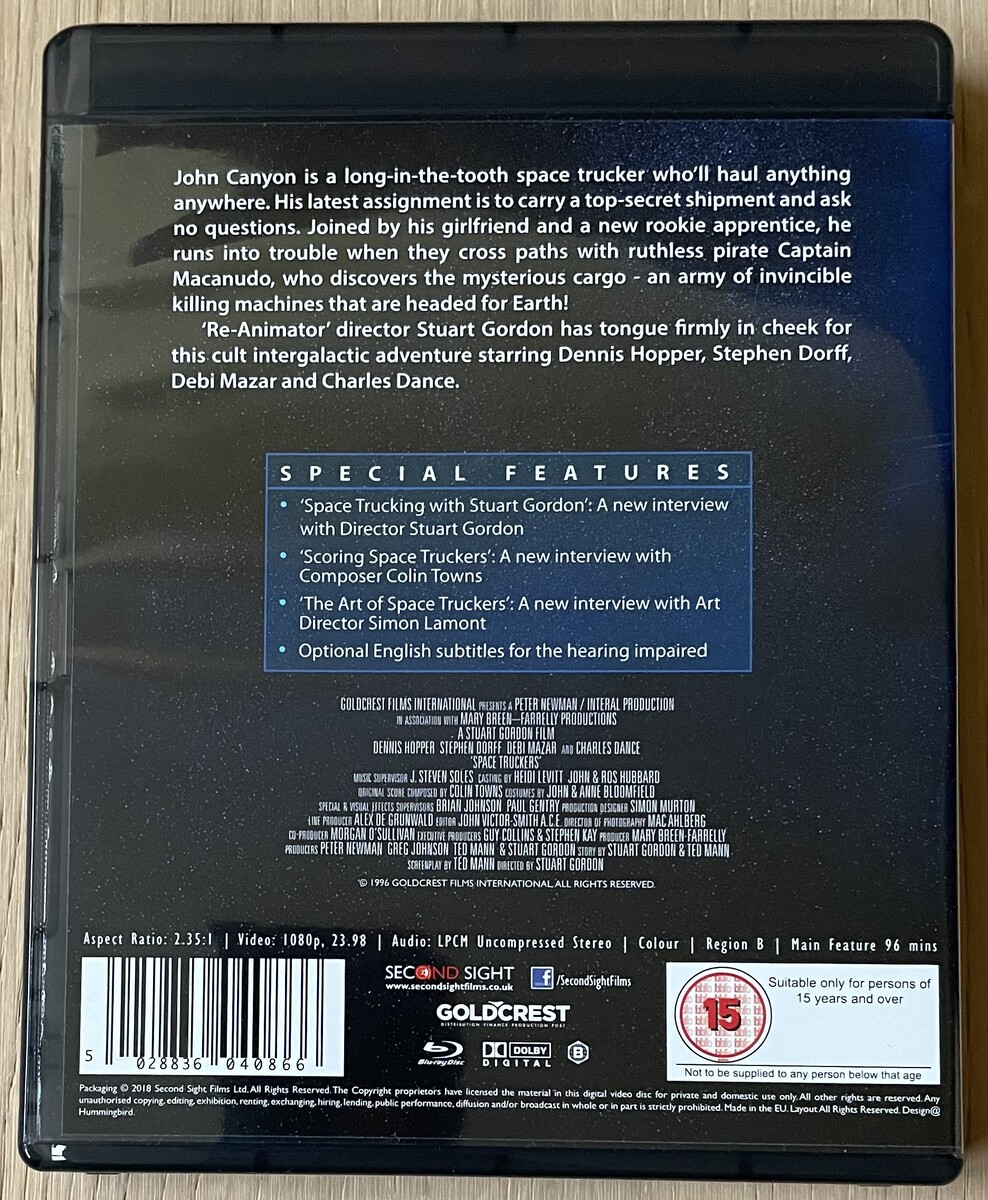 John Canyon is a long-in-the-tooth space trucker who'll haul anything
anywhere. His latest assignment is to carry a top-secret shipment and ask
no questions. Joined by his girlfriend and a new rookie apprentice, he
runs into trouble when they cross paths with ruthless pirate Captain
Macanudo, who discovers the mysterious cargo - an army of invincible
killing machines that are headed for Earth!
'Re-Animator' director Stuart Gordon has tongue firmly in cheek for
this cult intergalactic adventure starring Dennis Hopper, Stephen Dorff,
Debi Mazar and Charles Dance.
SPECIAL FEATURES
• 'Space Trucking with Stuart Gordon': A new interview
with Director Stuart Gordon
• 'Scoring Space Truckers': A new interview with
Composer Colin Towns
• 'The Art of Space Truckers': A new interview with Art
Director Simon Lamont
• Optional English subtitles for the hearing impaired
GOLDCREST FILMS INTERNATIONAL PRESENTS A PETER NEWMAN / INTERAL PRODUCTION
IN ASSOCIATION WITH MARY BREEN–FARRELLY PRODUCTIONS
A STUART GORDON FILM
DENNIS HOPPER STEPHEN DORFF DEBI MAZAR AND CHARLES DANCE
'SPACE TRUCKERS'
MUSIC SUPERVISOR J. STEVEN SOLES CASTING BY HEIDI LEVITT JOHN & ROS HUBBARD
ORIGINAL SCORE COMPOSED BY COLIN TOWNS COSTUMES BY JOHN & ANNE BLOOMFIELD
SPECIAL & VISUAL EFFECTS SUPERVISORS BRIAN JOHNSON PAUL GENTRY PRODUCTION DESIGNER SIMON MURTON
LINE PRODUCER ALEX DE GRUNWALD EDITOR JOHN VICTOR-SMITH A.C.E. DIRECTOR OF PHOTOGRAPHY MAC AHLBERG
CO-PRODUCER MORGAN O'SULLIVAN EXECUTIVE PRODUCERS GUY COLLINS & STEPHEN KAY PRODUCER MARY BREEN-FARRELLY
PRODUCERS PETER NEWMAN GREG JOHNSON TED MANN & STUART GORDON STORY BY STUART GORDON & TED MANN
SCREENPLAY BY TED MANN DIRECTED BY STUART GORDON
© 1996 GOLDCREST FILMS INTERNATIONAL. ALL RIGHTS RESERVED.
Aspect Ratio: 2.35:1 | Video: 1080p, 23.98 | Audio: LPCM Uncompressed Stereo | Colour | Region B | Main Feature 96 mins
5 028836 040866
SECOND SIGHT
www.secondsightfilms.co.uk
/SecondSightFilms
GOLDCREST
DISTRIBUTION FINANCE PRODUCTION POST
Blu-ray Disc
DOLBY
DIGITAL
B
15
Suitable only for persons of
15 years and over
Not to be supplied to any person below that age
Packaging © 2018 Second Sight Films Ltd. All Rights Reserved. The Copyright proprietors have licensed the material in this digital video disc for private and domestic use only. All other rights are reserved. Any
unauthorised copying, editing, exhibition, renting, exchanging, hiring, lending, public performance, diffusion and/or broadcast in whole or in part is strictly prohibited. Made in the EU. Layout All Rights Reserved. Design@
Hummingbird.